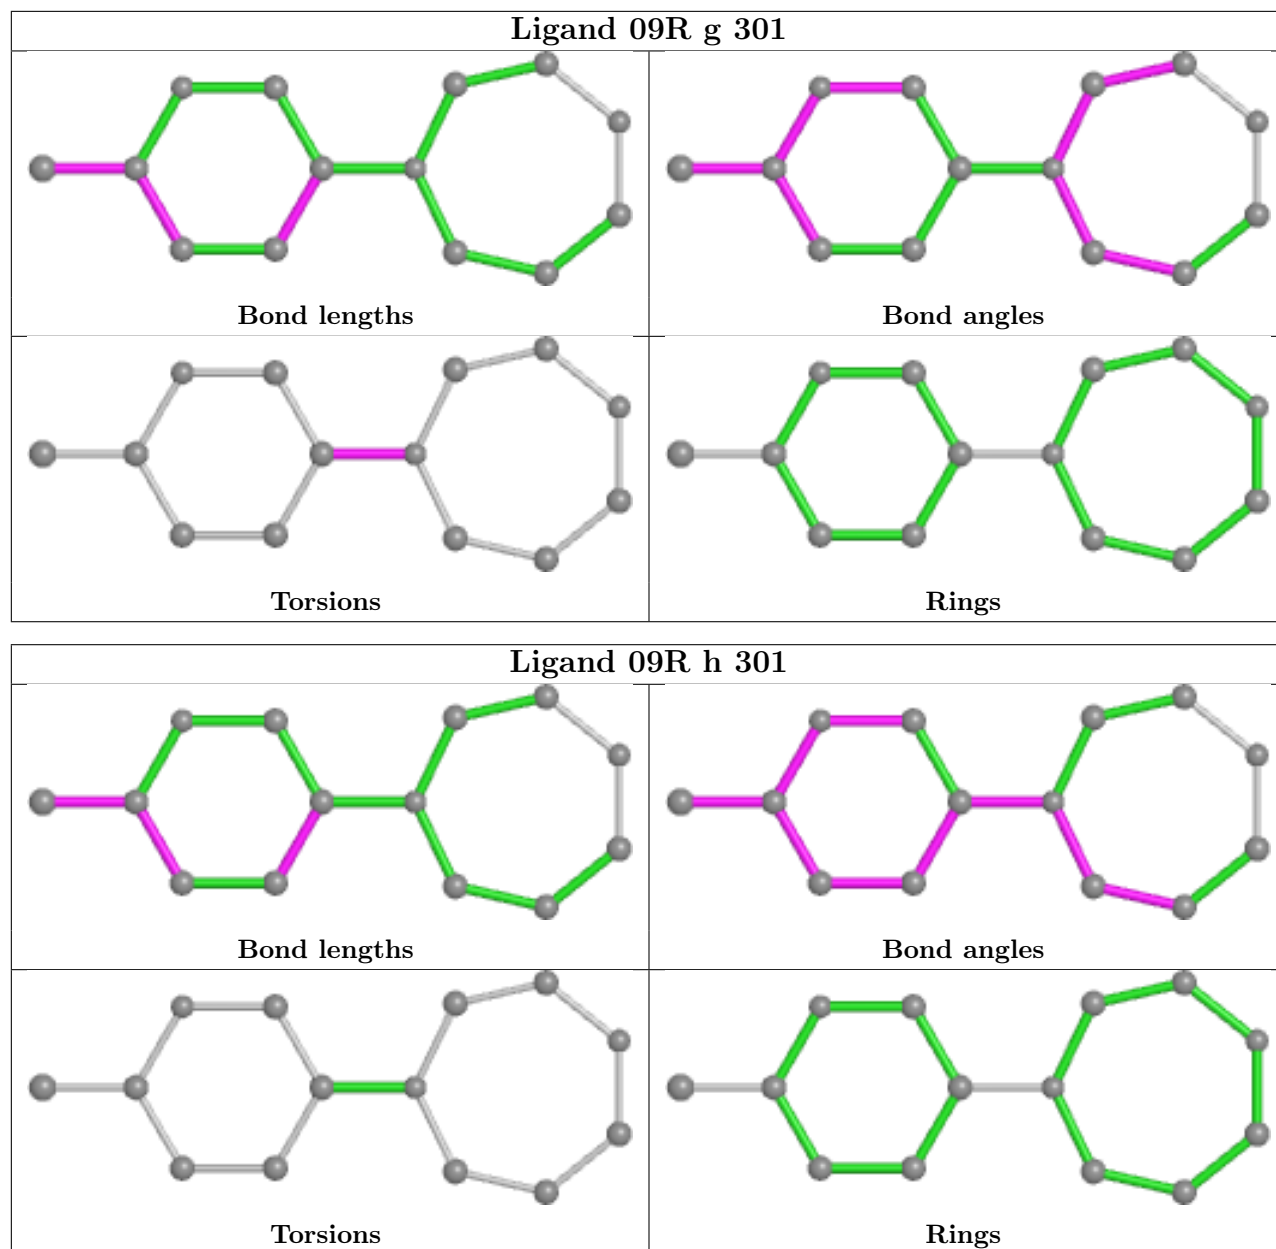 Ligand 09R g 301
Bond lengths
Bond angles
Torsions
Rings
Ligand 09R h 301
Bond lengths
Bond angles
Torsions
Rings